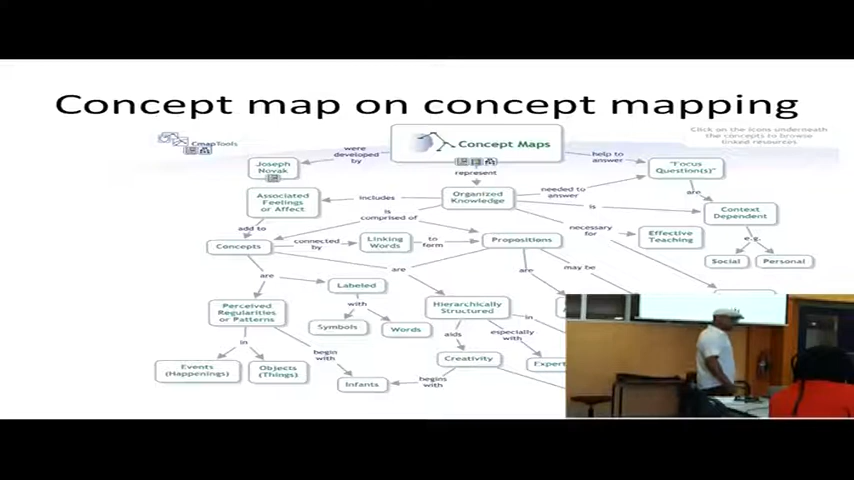 Concept map on concept mapping
CmapTools
Concept Maps
Click on the icons underneath
the concepts to browse
linked resources
were
developed
by
help to
answer
Joseph
Novak
represent
"Focus
Question(s)"
Associated
Feelings
or Affect
includes
Organized
Knowledge
needed to
answer
are
is
comprised of
is
Context
Dependent
add to
necessary
for
Effective
Teaching
e.g.
Concepts
connected
by
Linking
Words
to
form
Propositions
Social
Personal
are
Labeled
are
are
may be
with
Perceived
Regularities
or Patterns
Hierarchically
Structured
in
Symbols
Words
aids
especially
with
in
begin
with
Creativity
Events
(Happenings)
Objects
(Things)
Infants
begins
with